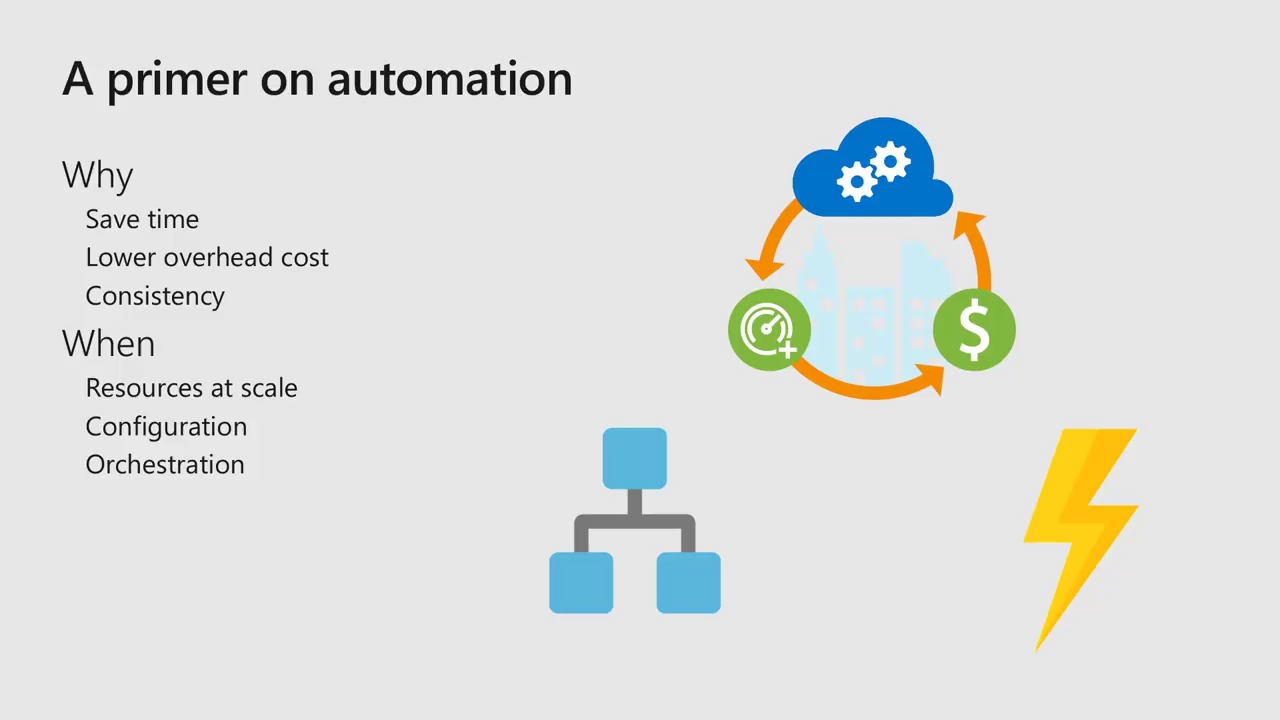 A primer on automation
Why
Save time
Lower overhead cost
Consistency
When
Resources at scale
Configuration
Orchestration
$